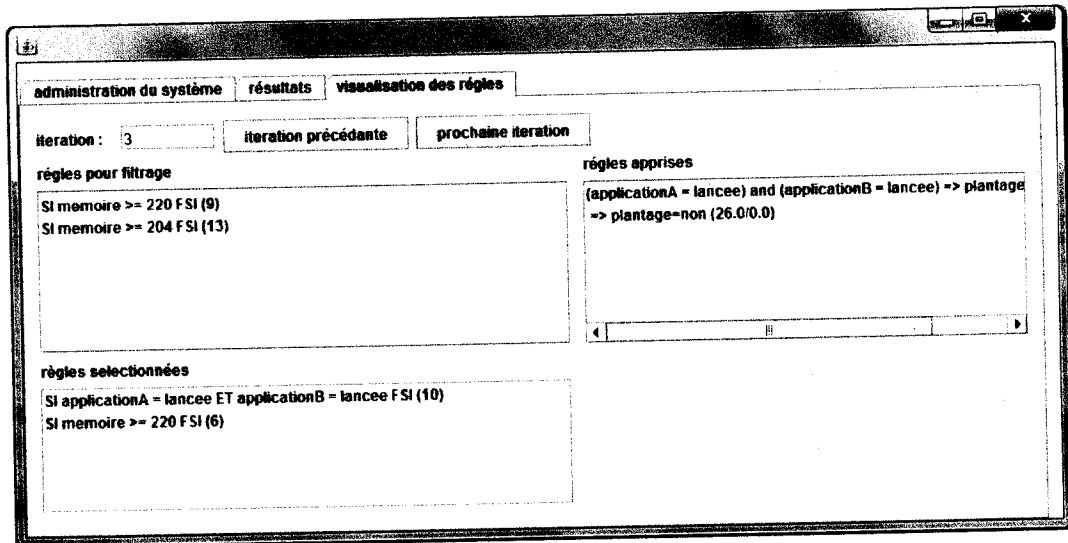 X
administration du système résultats visualisation des régles
iteration : 3 iteration précédante prochaine iteration
régles pour filtrage
SI memoire >= 220 FSI (9)
SI memoire >= 204 FSI (13)
régles apprises
(applicationA = lancee) and (applicationB = lancee) => plantage
=> plantage=non (26.0/0.0)
règles selectionnées
SI applicationA = lancee ET applicationB = lancee FSI (10)
SI memoire >= 220 FSI (6)